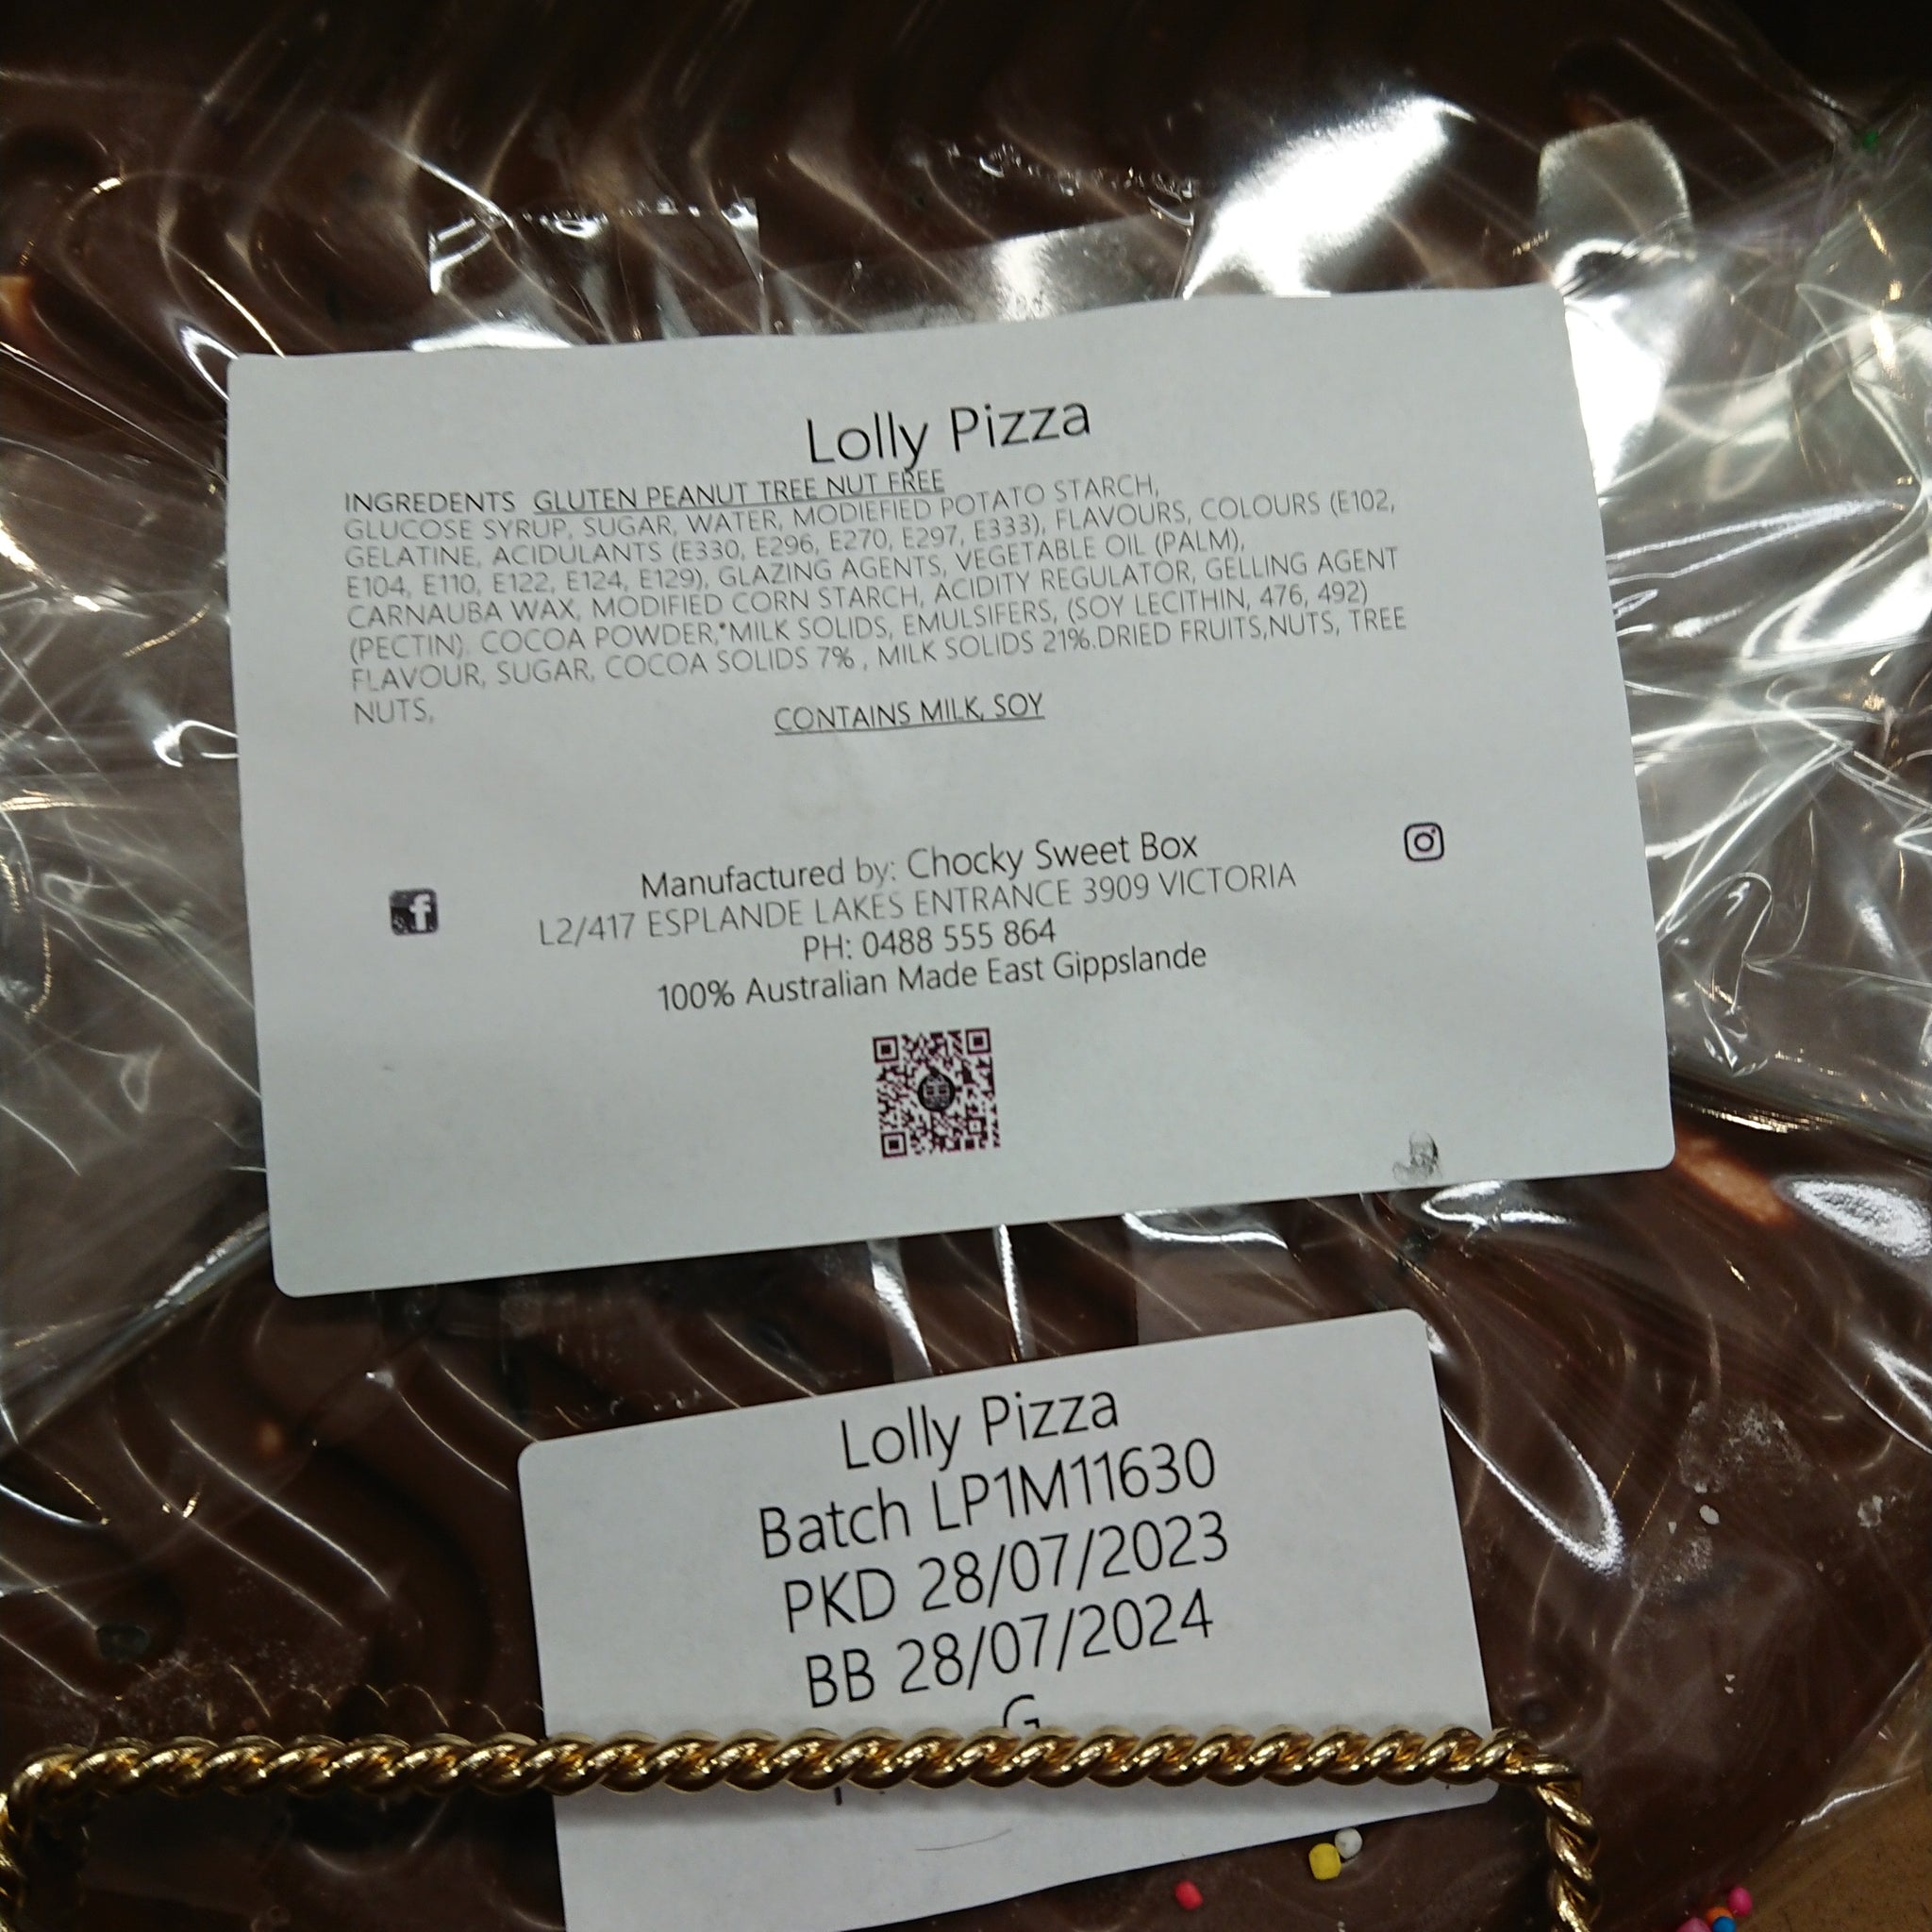 Lolly Pizza
INGREDENTS GLUTEN PEANUT TREE NUT FREE
GLUCOSE SYRUP, SUGAR, WATER, MODIEFIED POTATO STARCH,
GELATINE, ACIDULANTS (E330, E296, E270, E297, E333), FLAVOURS, COLOURS (E102,
E104, E110, E122, E124, E129), GLAZING AGENTS, VEGETABLE OIL (PALM),
CARNAUBA WAX, MODIFIED CORN STARCH, ACIDITY REGULATOR, GELLING AGENT
(PECTIN). COCOA POWDER,*MILK SOLIDS, EMULSIFERS, (SOY LECITHIN, 476, 492)
FLAVOUR, SUGAR, COCOA SOLIDS 7% , MILK SOLIDS 21%.DRIED FRUITS,NUTS, TREE
NUTS,
CONTAINS MILK, SOY
Manufactured by: Chocky Sweet Box
L2/417 ESPLANDE LAKES ENTRANCE 3909 VICTORIA
PH: 0488 555 864
100% Australian Made East Gippslande
Lolly Pizza
Batch LP1M11630
PKD 28/07/2023
BB 28/07/2024